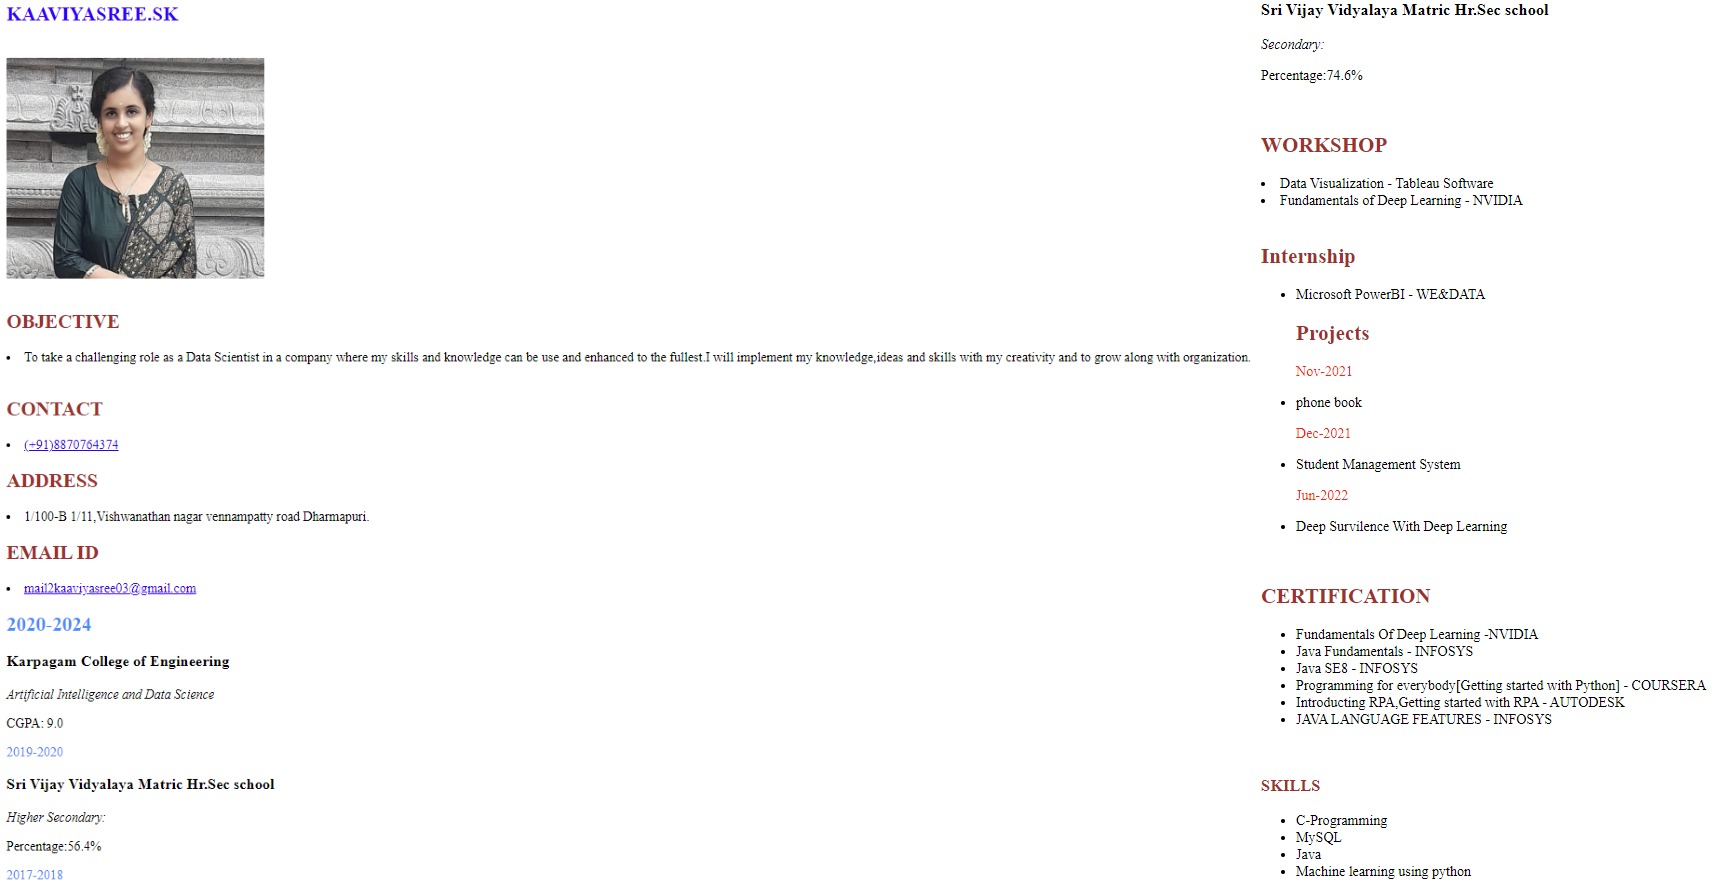 KAAVIYASREE.SK
OBJECTIVE
To take a challenging role as a Data Scientist in a company where my skills and knowledge can be use and enhanced to the fullest.I will implement my knowledge,ideas and skills with my creativity and to grow along with organization.
CONTACT
(+91)8870764374
ADDRESS
1/100-B 1/11,Vishwanathan nagar vennampatty road Dharmapuri.
EMAIL ID
mail2kaaviyasree03@gmail.com
2020-2024
Karpagam College of Engineering
Artificial Intelligence and Data Science
CGPA: 9.0
2019-2020
Sri Vijay Vidyalaya Matric Hr.Sec school
Higher Secondary:
Percentage:56.4%
2017-2018
Sri Vijay Vidyalaya Matric Hr.Sec school
Secondary:
Percentage:74.6%
WORKSHOP
Data Visualization - Tableau Software
Fundamentals of Deep Learning - NVIDIA
Internship
Microsoft PowerBI - WE&DATA
Projects
Nov-2021
phone book
Dec-2021
Student Management System
Jun-2022
Deep Survilence With Deep Learning
CERTIFICATION
Fundamentals Of Deep Learning -NVIDIA
Java Fundamentals - INFOSYS
Java SE8 - INFOSYS
Programming for everybody[Getting started with Python] - COURSERA
Introducting RPA,Getting started with RPA - AUTODESK
JAVA LANGUAGE FEATURES - INFOSYS
SKILLS
C-Programming
MySQL
Java
Machine learning using python